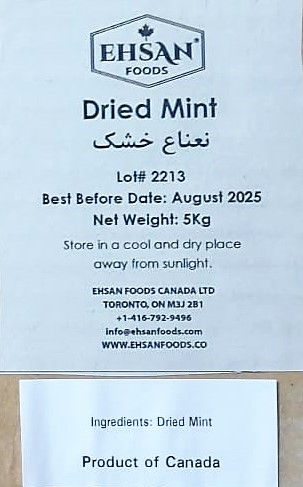 EHSAN
FOODS
Dried Mint
نعناع خشک
Lot# 2213
Best Before Date: August 2025
Net Weight: 5Kg
Store in a cool and dry place
away from sunlight.
EHSAN FOODS CANADA LTD
TORONTO, ON M3J 2B1
+1-416-792-9496
info@ehsanfoods.com
WWW.EHSANFOODS.CO
Ingredients: Dried Mint
Product of Canada